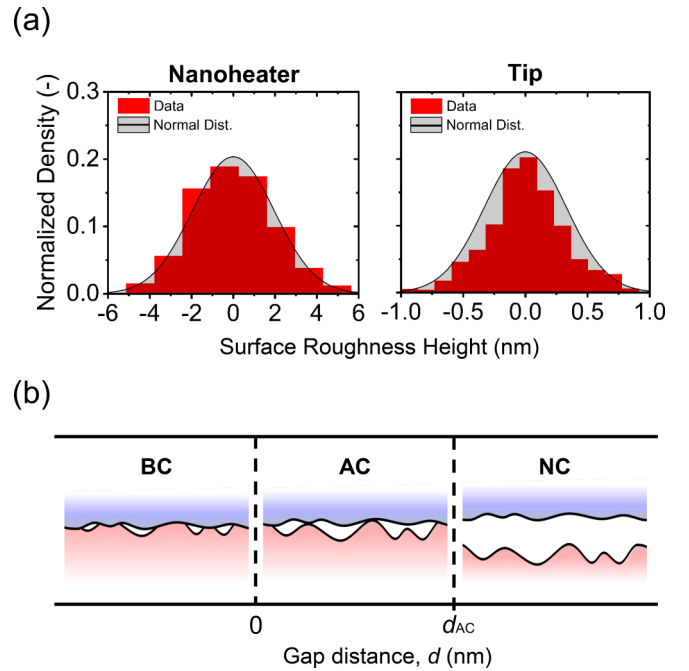 (a)
Nanoheater
Tip
Normalized Density (-)
0.3
0.2
0.1
0.0
Data
Normal Dist.
Data
Normal Dist.
-6 -4 -2 0 2 4 6
-1.0 -0.5 0.0 0.5 1.0
Surface Roughness Height (nm)
(b)
BC AC NC
0 dAC
Gap distance, d (nm)